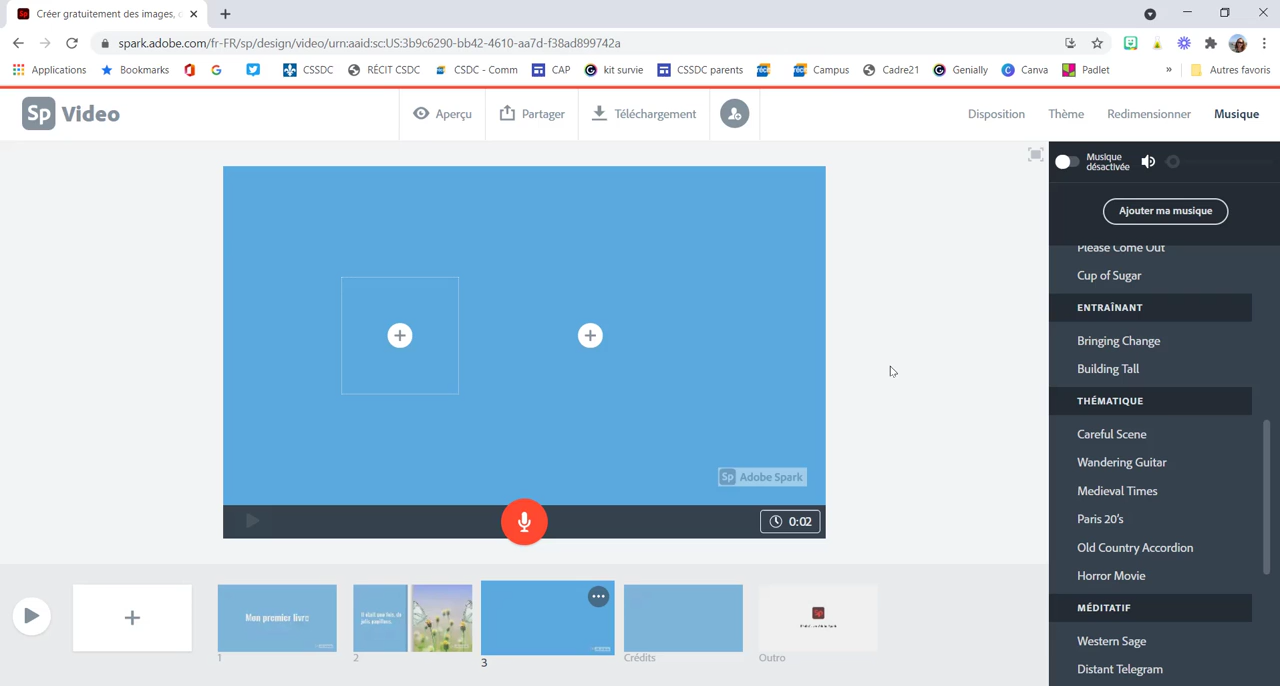 Créer gratuitement des images,
spark.adobe.com/fr-FR/sp/design/video/urn:aaid:sc:US:3b9c6290-bb42-4610-aa7d-f38ad899742a
Applications Bookmarks G CSSDC RÉCIT CSDC CSDC - Comm CAP kit survie CSSDC parents Campus Cadre21 Genially Canva Padlet » Autres favoris
Sp Video
Aperçu
Partager
Téléchargement
Disposition
Thème
Redimensionner
Musique
Musique
désactivée
Ajouter ma musique
Please Come Out
Cup of Sugar
ENTRAÎNANT
Bringing Change
Building Tall
THÉMATIQUE
Careful Scene
Wandering Guitar
Medieval Times
Paris 20's
Old Country Accordion
Horror Movie
MÉDITATIF
Western Sage
Distant Telegram
Sp Adobe Spark
0:02
Mon premier livre
Il était une fois, de
jolis papillons.
1
2
3
Crédits
Outro